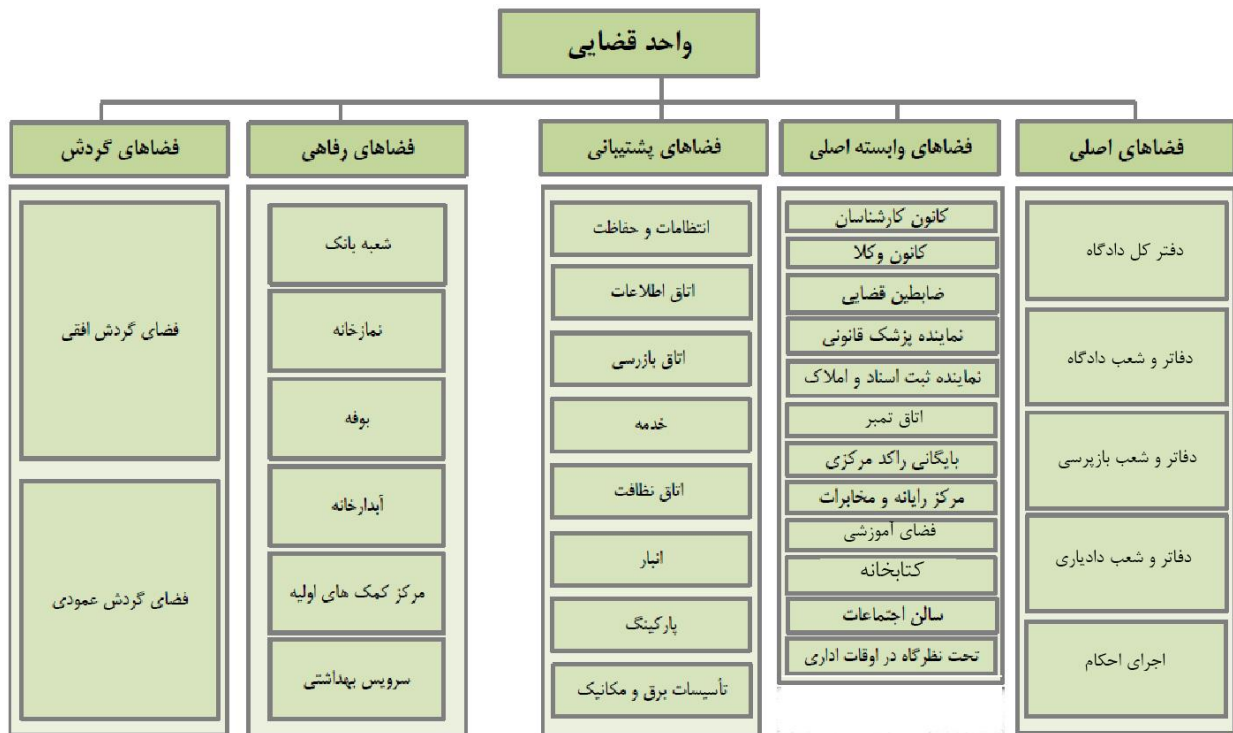 واحد قضایی
فضاهای اصلی
دفتر کل دادگاه
دفاتر و شعب دادگاه
دفاتر و شعب بازپرسی
دفاتر و شعب دادیاری
اجرای احکام
فضاهای وابسته اصلی
کانون کارشناسان
کانون وکلا
ضابطین قضایی
نماینده پزشک قانونی
نماینده ثبت اسناد و املاک
اتاق تمبر
بایگانی راکد مرکزی
مرکز رایانه و مخابرات
فضای آموزشی
کتابخانه
سالن اجتماعات
تحت نظرگاه در اوقات اداری
فضاهای پشتیبانی
انتظامات و حفاظت
اتاق اطلاعات
اتاق بازرسی
خدمه
اتاق نظافت
انبار
پارکینگ
تأسیسات برق و مکانیک
فضاهای رفاهی
شعبه بانک
نمازخانه
بوفه
آبدارخانه
مرکز کمک های اولیه
سرویس بهداشتی
فضاهای گردش
فضای گردش افقی
فضای گردش عمودی